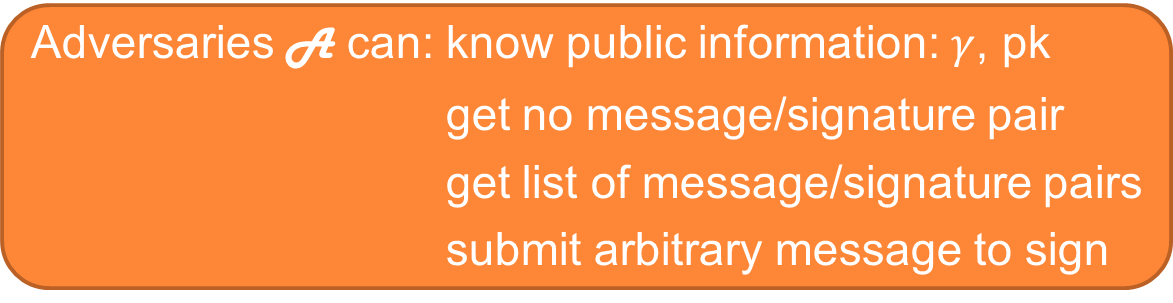 Adversaries 𝓐 can: know public information: γ, pk
get no message/signature pair
get list of message/signature pairs
submit arbitrary message to sign